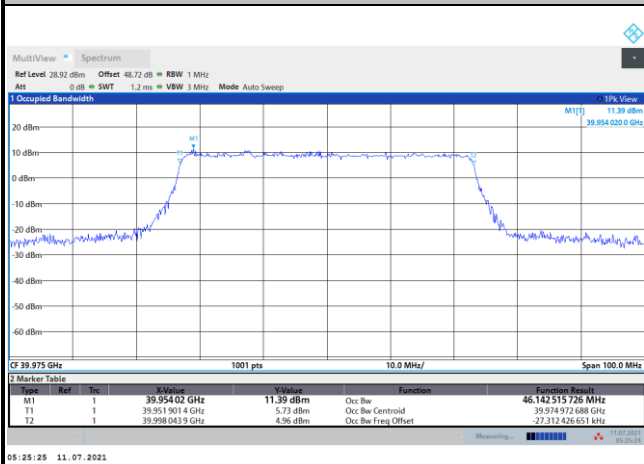 MultiView Spectrum
Ref Level 28.92 dBm Offset 48.72 dB RBW 1 MHz
Att 0 dB SWT 1.2 ms VBW 3 MHz Mode Auto Sweep
1 Occupied Bandwidth 1Pk View
M1[1] 11.39 dBm
39.954 020 0 GHz
20 dBm
M1
10 dBm
T1 T2
0 dBm
-10 dBm
-20 dBm
-30 dBm
-40 dBm
-50 dBm
-60 dBm
CF 39.975 GHz 1001 pts 10.0 MHz/ Span 100.0 MHz
2 Marker Table
Type Ref Trc X-Value Y-Value Function Function Result
M1 1 39.954 02 GHz 11.39 dBm Occ Bw 46.142 515 726 MHz
T1 1 39.951 901 4 GHz 5.73 dBm Occ Bw Centroid 39.974 972 688 GHz
T2 1 39.998 043 9 GHz 4.96 dBm Occ Bw Freq Offset -27.312 426 651 kHz
Measuring... 11.07.2021
05:25:24
05:25:25 11.07.2021